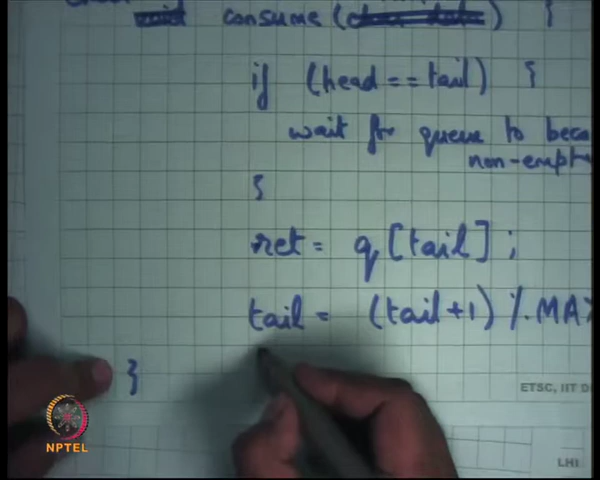 consume ( ) {
if (head == tail) {
wait for queue to beco
non-empt
}
ret = q [tail] ;
tail = (tail+1) % MAX
}
ETSC, IIT D
NPTEL
LHI